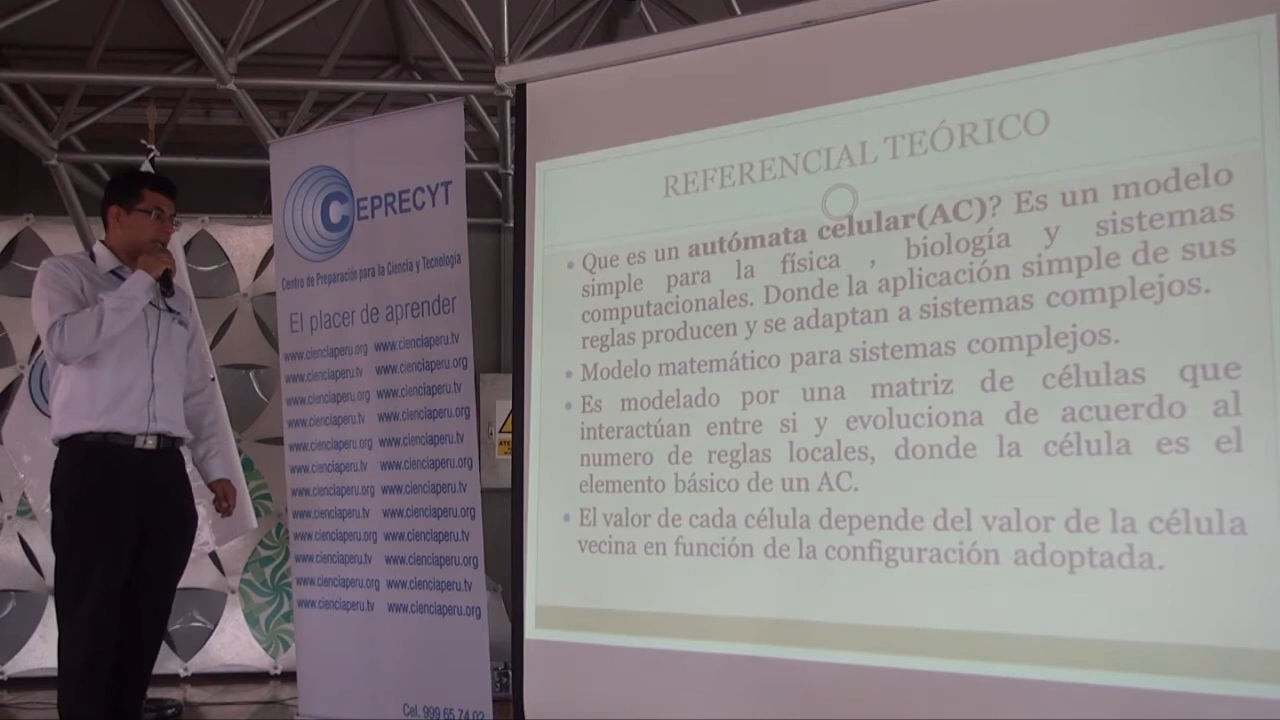 CEPRECYT
Centro de Preparación para la Ciencia y Tecnología
El placer de aprender
www.cienciaperu.org www.cienciaperu.tv
www.cienciaperu.tv www.cienciaperu.org
www.cienciaperu.org www.cienciaperu.tv
www.cienciaperu.tv www.cienciaperu.org
www.cienciaperu.org www.cienciaperu.tv
www.cienciaperu.tv www.cienciaperu.org
www.cienciaperu.org www.cienciaperu.tv
www.cienciaperu.tv www.cienciaperu.org
www.cienciaperu.org www.cienciaperu.tv
www.cienciaperu.tv www.cienciaperu.org
www.cienciaperu.org www.cienciaperu.tv
www.cienciaperu.tv www.cienciaperu.org
Cel. 999 65 74 02
REFERENCIAL TEÓRICO
• Que es un autómata celular(AC)? Es un modelo
simple para la física , biología y sistemas
computacionales. Donde la aplicación simple de sus
reglas producen y se adaptan a sistemas complejos.
• Modelo matemático para sistemas complejos.
• Es modelado por una matriz de células que
interactúan entre si y evoluciona de acuerdo al
numero de reglas locales, donde la célula es el
elemento básico de un AC.
• El valor de cada célula depende del valor de la célula
vecina en función de la configuración adoptada.